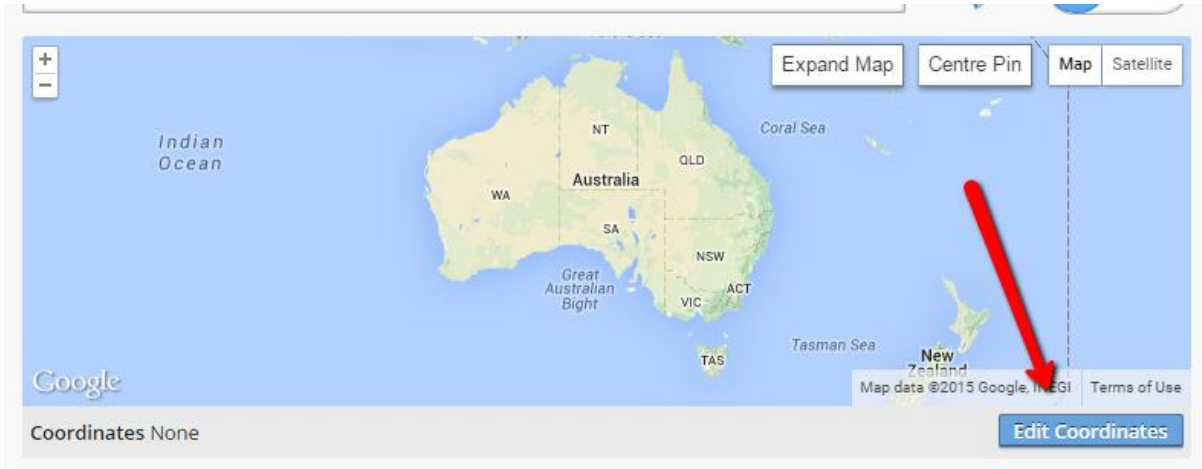 +
−
Expand Map
Centre Pin
Map
Satellite
Indian
Ocean
NT
QLD
Coral Sea
Australia
WA
SA
NSW
Great
Australian
Bight
ACT
VIC
Tasman Sea
TAS
New
Zealand
Google
Map data ©2015 Google, INEGI
Terms of Use
Coordinates None
Edit Coordinates